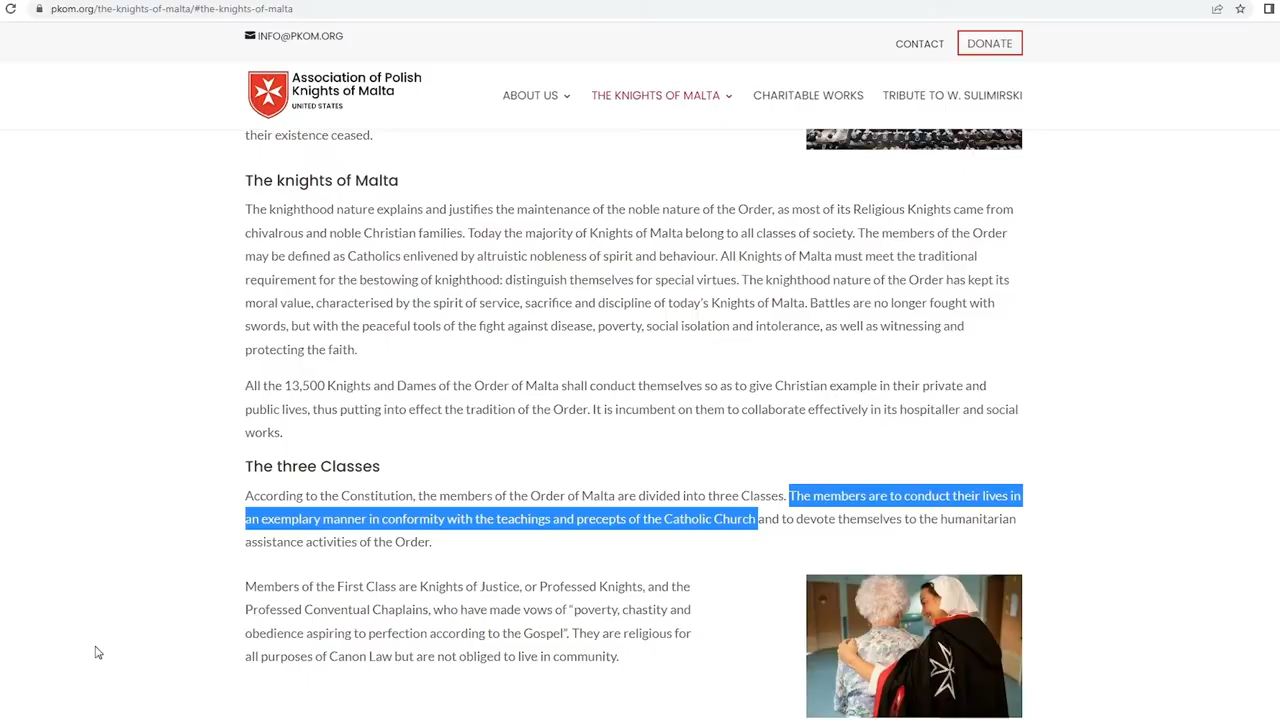 pkom.org/the-knights-of-malta/#the-knights-of-malta
INFO@PKOM.ORG
CONTACT
DONATE
Association of Polish
Knights of Malta
UNITED STATES
ABOUT US
THE KNIGHTS OF MALTA
CHARITABLE WORKS
TRIBUTE TO W. SULIMIRSKI
their existence ceased.
The knights of Malta
The knighthood nature explains and justifies the maintenance of the noble nature of the Order, as most of its Religious Knights came from
chivalrous and noble Christian families. Today the majority of Knights of Malta belong to all classes of society. The members of the Order
may be defined as Catholics enlivened by altruistic nobleness of spirit and behaviour. All Knights of Malta must meet the traditional
requirement for the bestowing of knighthood: distinguish themselves for special virtues. The knighthood nature of the Order has kept its
moral value, characterised by the spirit of service, sacrifice and discipline of today's Knights of Malta. Battles are no longer fought with
swords, but with the peaceful tools of the fight against disease, poverty, social isolation and intolerance, as well as witnessing and
protecting the faith.
All the 13,500 Knights and Dames of the Order of Malta shall conduct themselves so as to give Christian example in their private and
public lives, thus putting into effect the tradition of the Order. It is incumbent on them to collaborate effectively in its hospitaller and social
works.
The three Classes
According to the Constitution, the members of the Order of Malta are divided into three Classes. The members are to conduct their lives in
an exemplary manner in conformity with the teachings and precepts of the Catholic Church and to devote themselves to the humanitarian
assistance activities of the Order.
Members of the First Class are Knights of Justice, or Professed Knights, and the
Professed Conventual Chaplains, who have made vows of “poverty, chastity and
obedience aspiring to perfection according to the Gospel”. They are religious for
all purposes of Canon Law but are not obliged to live in community.